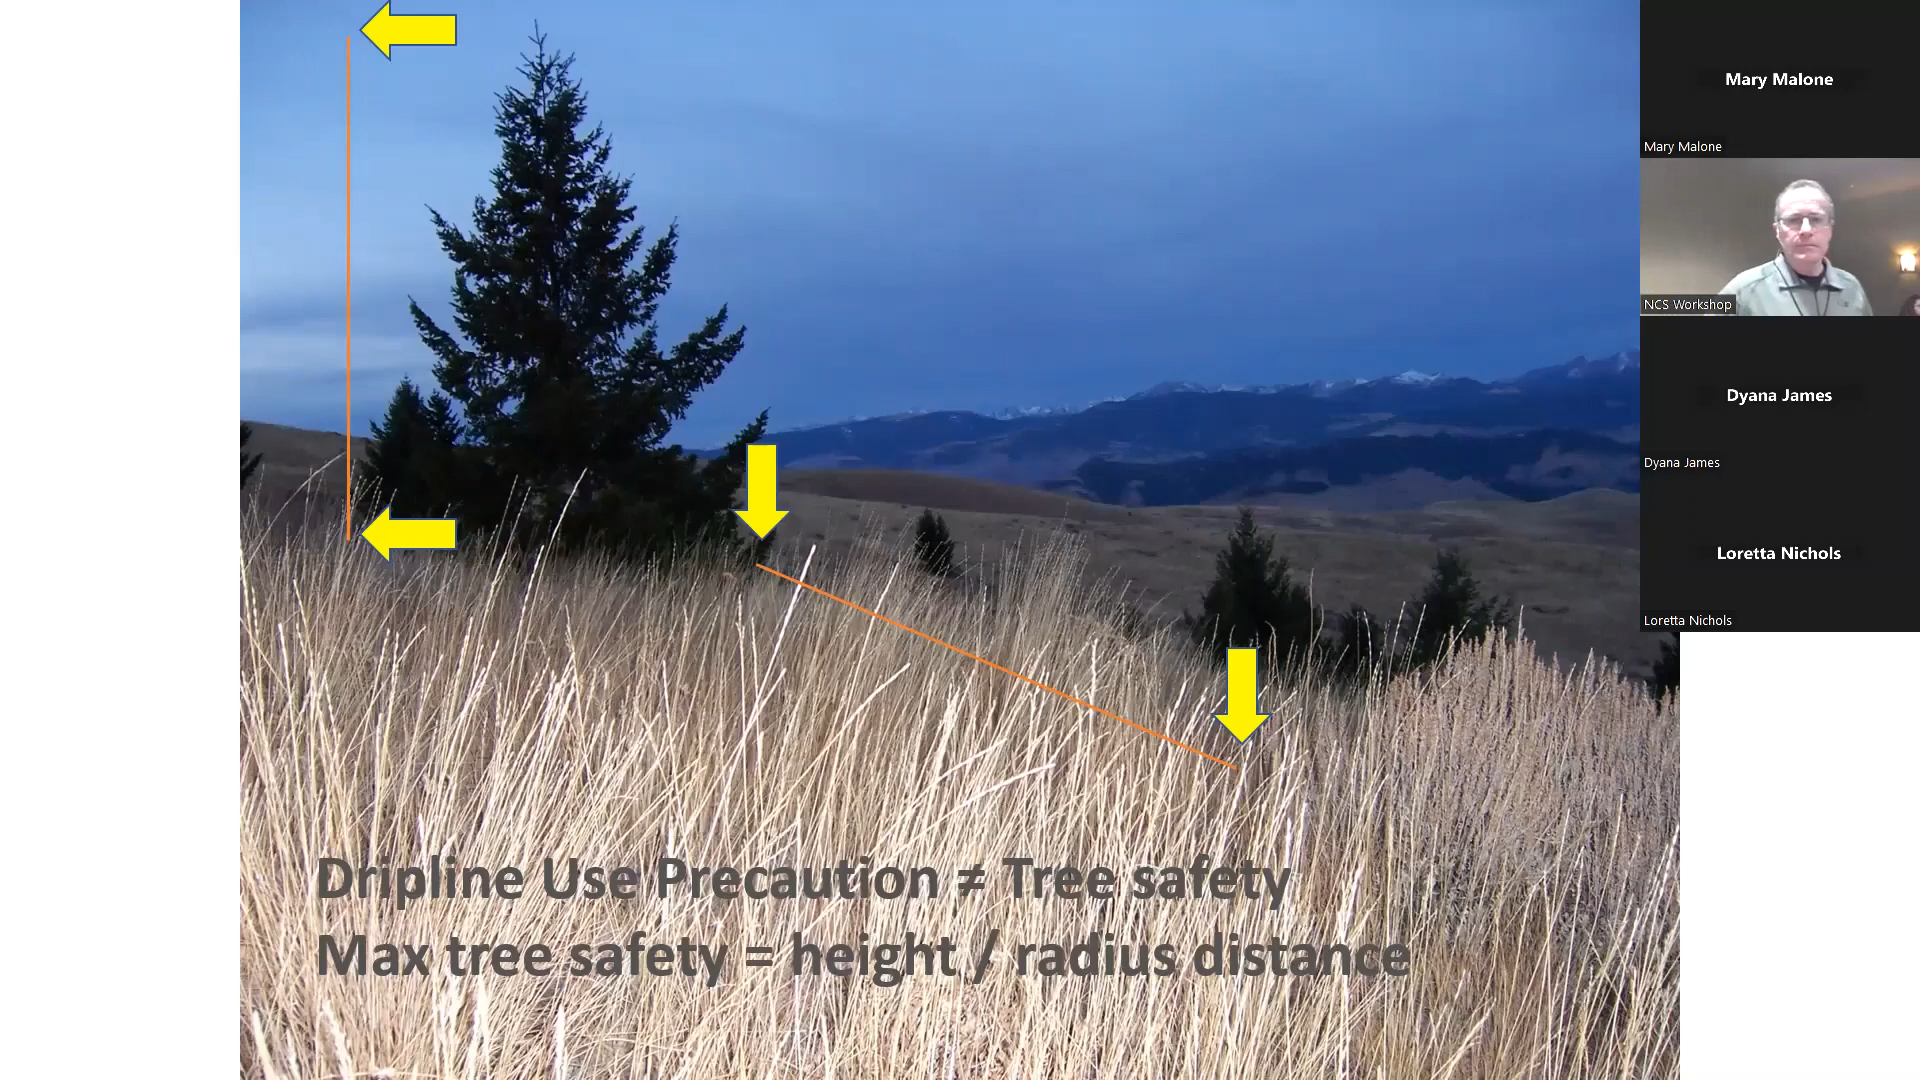 Dripline Use Precaution ≠ Tree safety
Max tree safety = height / radius distance
Mary Malone
Mary Malone
NCS Workshop
Dyana James
Dyana James
Loretta Nichols
Loretta Nichols